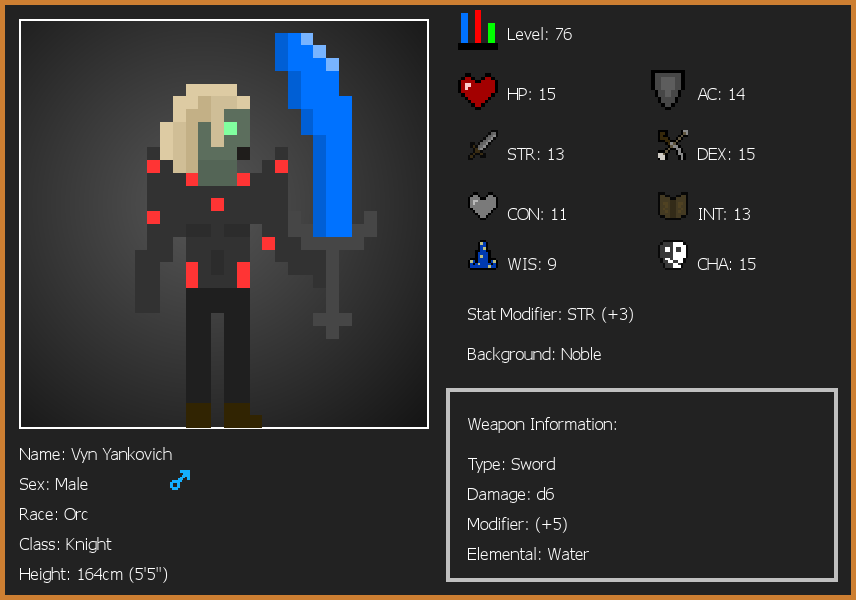 Level: 76
HP: 15
AC: 14
STR: 13
DEX: 15
CON: 11
INT: 13
WIS: 9
CHA: 15
Stat Modifier: STR (+3)
Background: Noble
Weapon Information:
Type: Sword
Damage: d6
Modifier: (+5)
Elemental: Water
Name: Vyn Yankovich
Sex: Male
Race: Orc
Class: Knight
Height: 164cm (5'5")